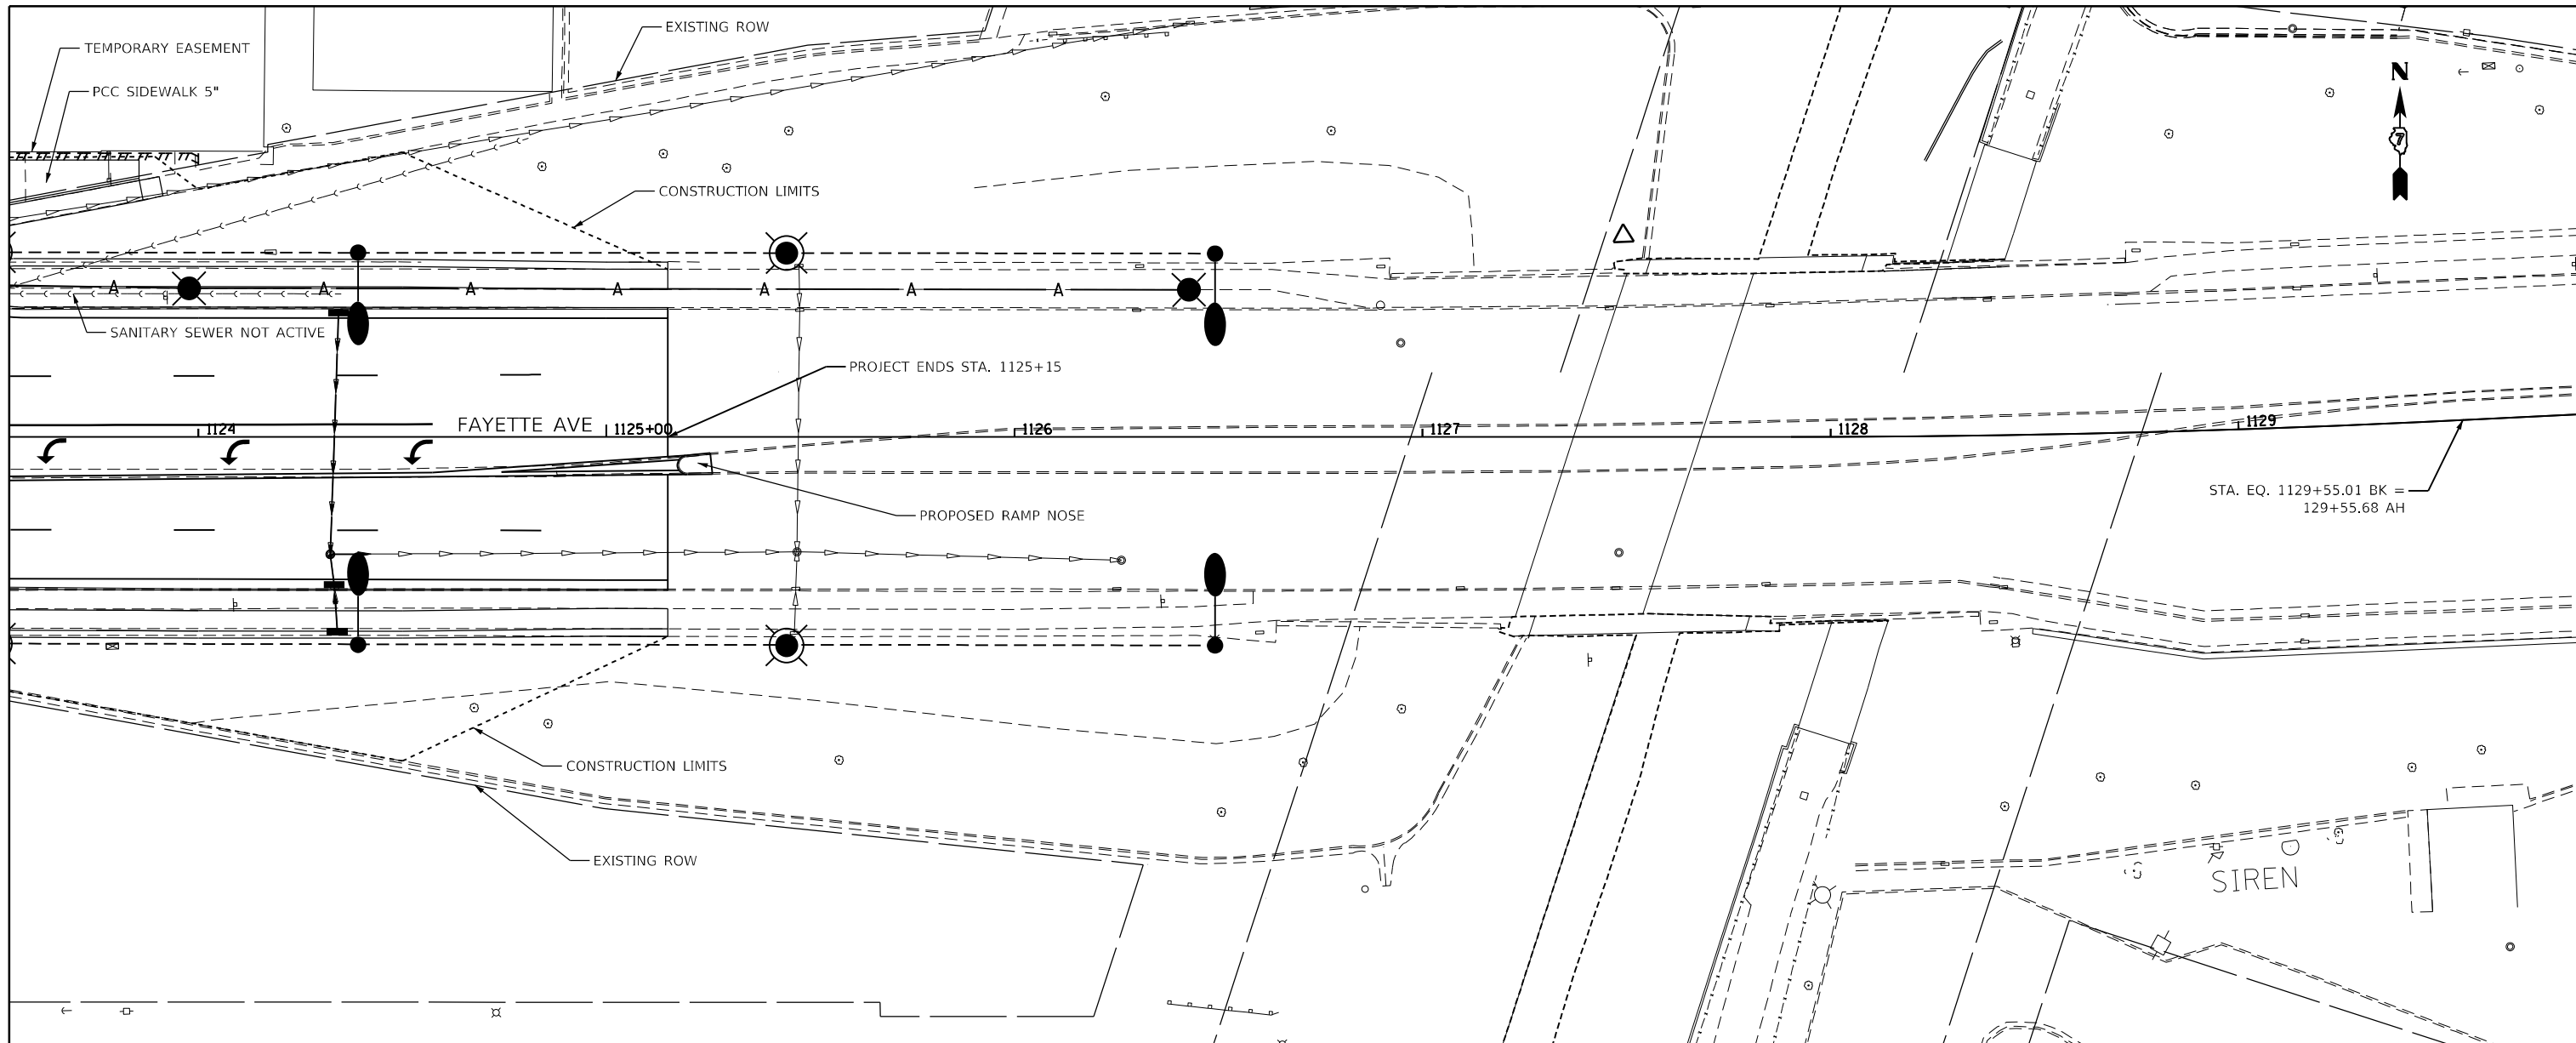 EXISTING ROW
TEMPORARY EASEMENT
PCC SIDEWALK 5"
N
7
CONSTRUCTION LIMITS
A A A A A A A
SANITARY SEWER NOT ACTIVE
PROJECT ENDS STA. 1125+15
FAYETTE AVE
1124 1125+00 1126 1127 1128 1129
STA. EQ. 1129+55.01 BK =
129+55.68 AH
PROPOSED RAMP NOSE
CONSTRUCTION LIMITS
EXISTING ROW
SIREN